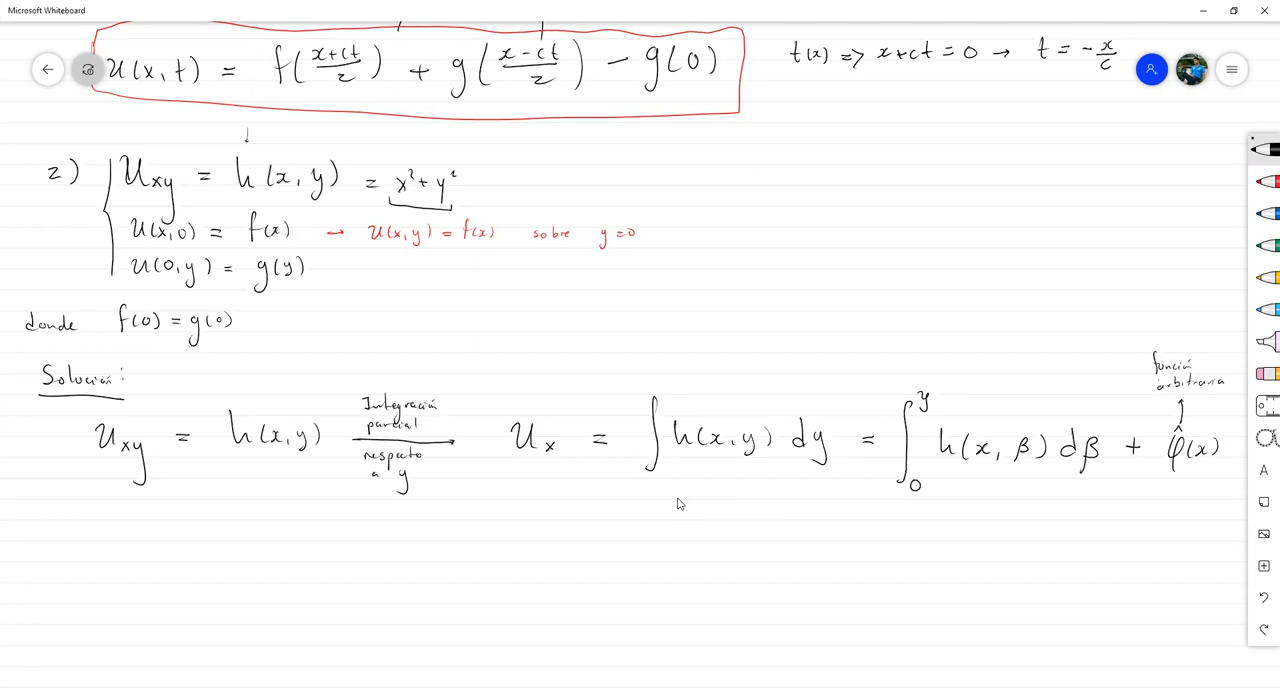 Microsoft Whiteboard
u(x,t) = f(x+ct/2) + g(x-ct/2) - g(0)
t(x) => x+ct = 0 → t = -x/c
2) u_xy = h(x,y) = x² + y²
u(x,0) = f(x) → u(x,y) = f(x) sobre y=0
u(0,y) = g(y)
donde f(0) = g(0)
Solución:
función arbitraria
u_xy = h(x,y) Integración parcial respeto a y → u_x = ∫ h(x,y) dy = ∫₀^y h(x,β) dβ + φ̂(x)
A